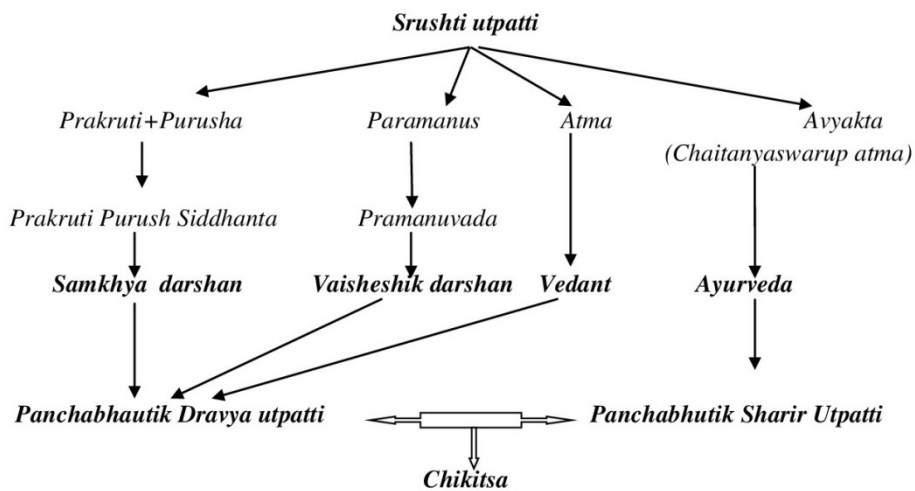 Srushti utpatti
Prakruti+Purusha
Paramanus
Atma
Avyakta
(Chaitanyaswarup atma)
Prakruti Purush Siddhanta
Pramanuvada
Samkhya darshan
Vaisheshik darshan
Vedant
Ayurveda
Panchabhautik Dravya utpatti
Panchabhutik Sharir Utpatti
Chikitsa